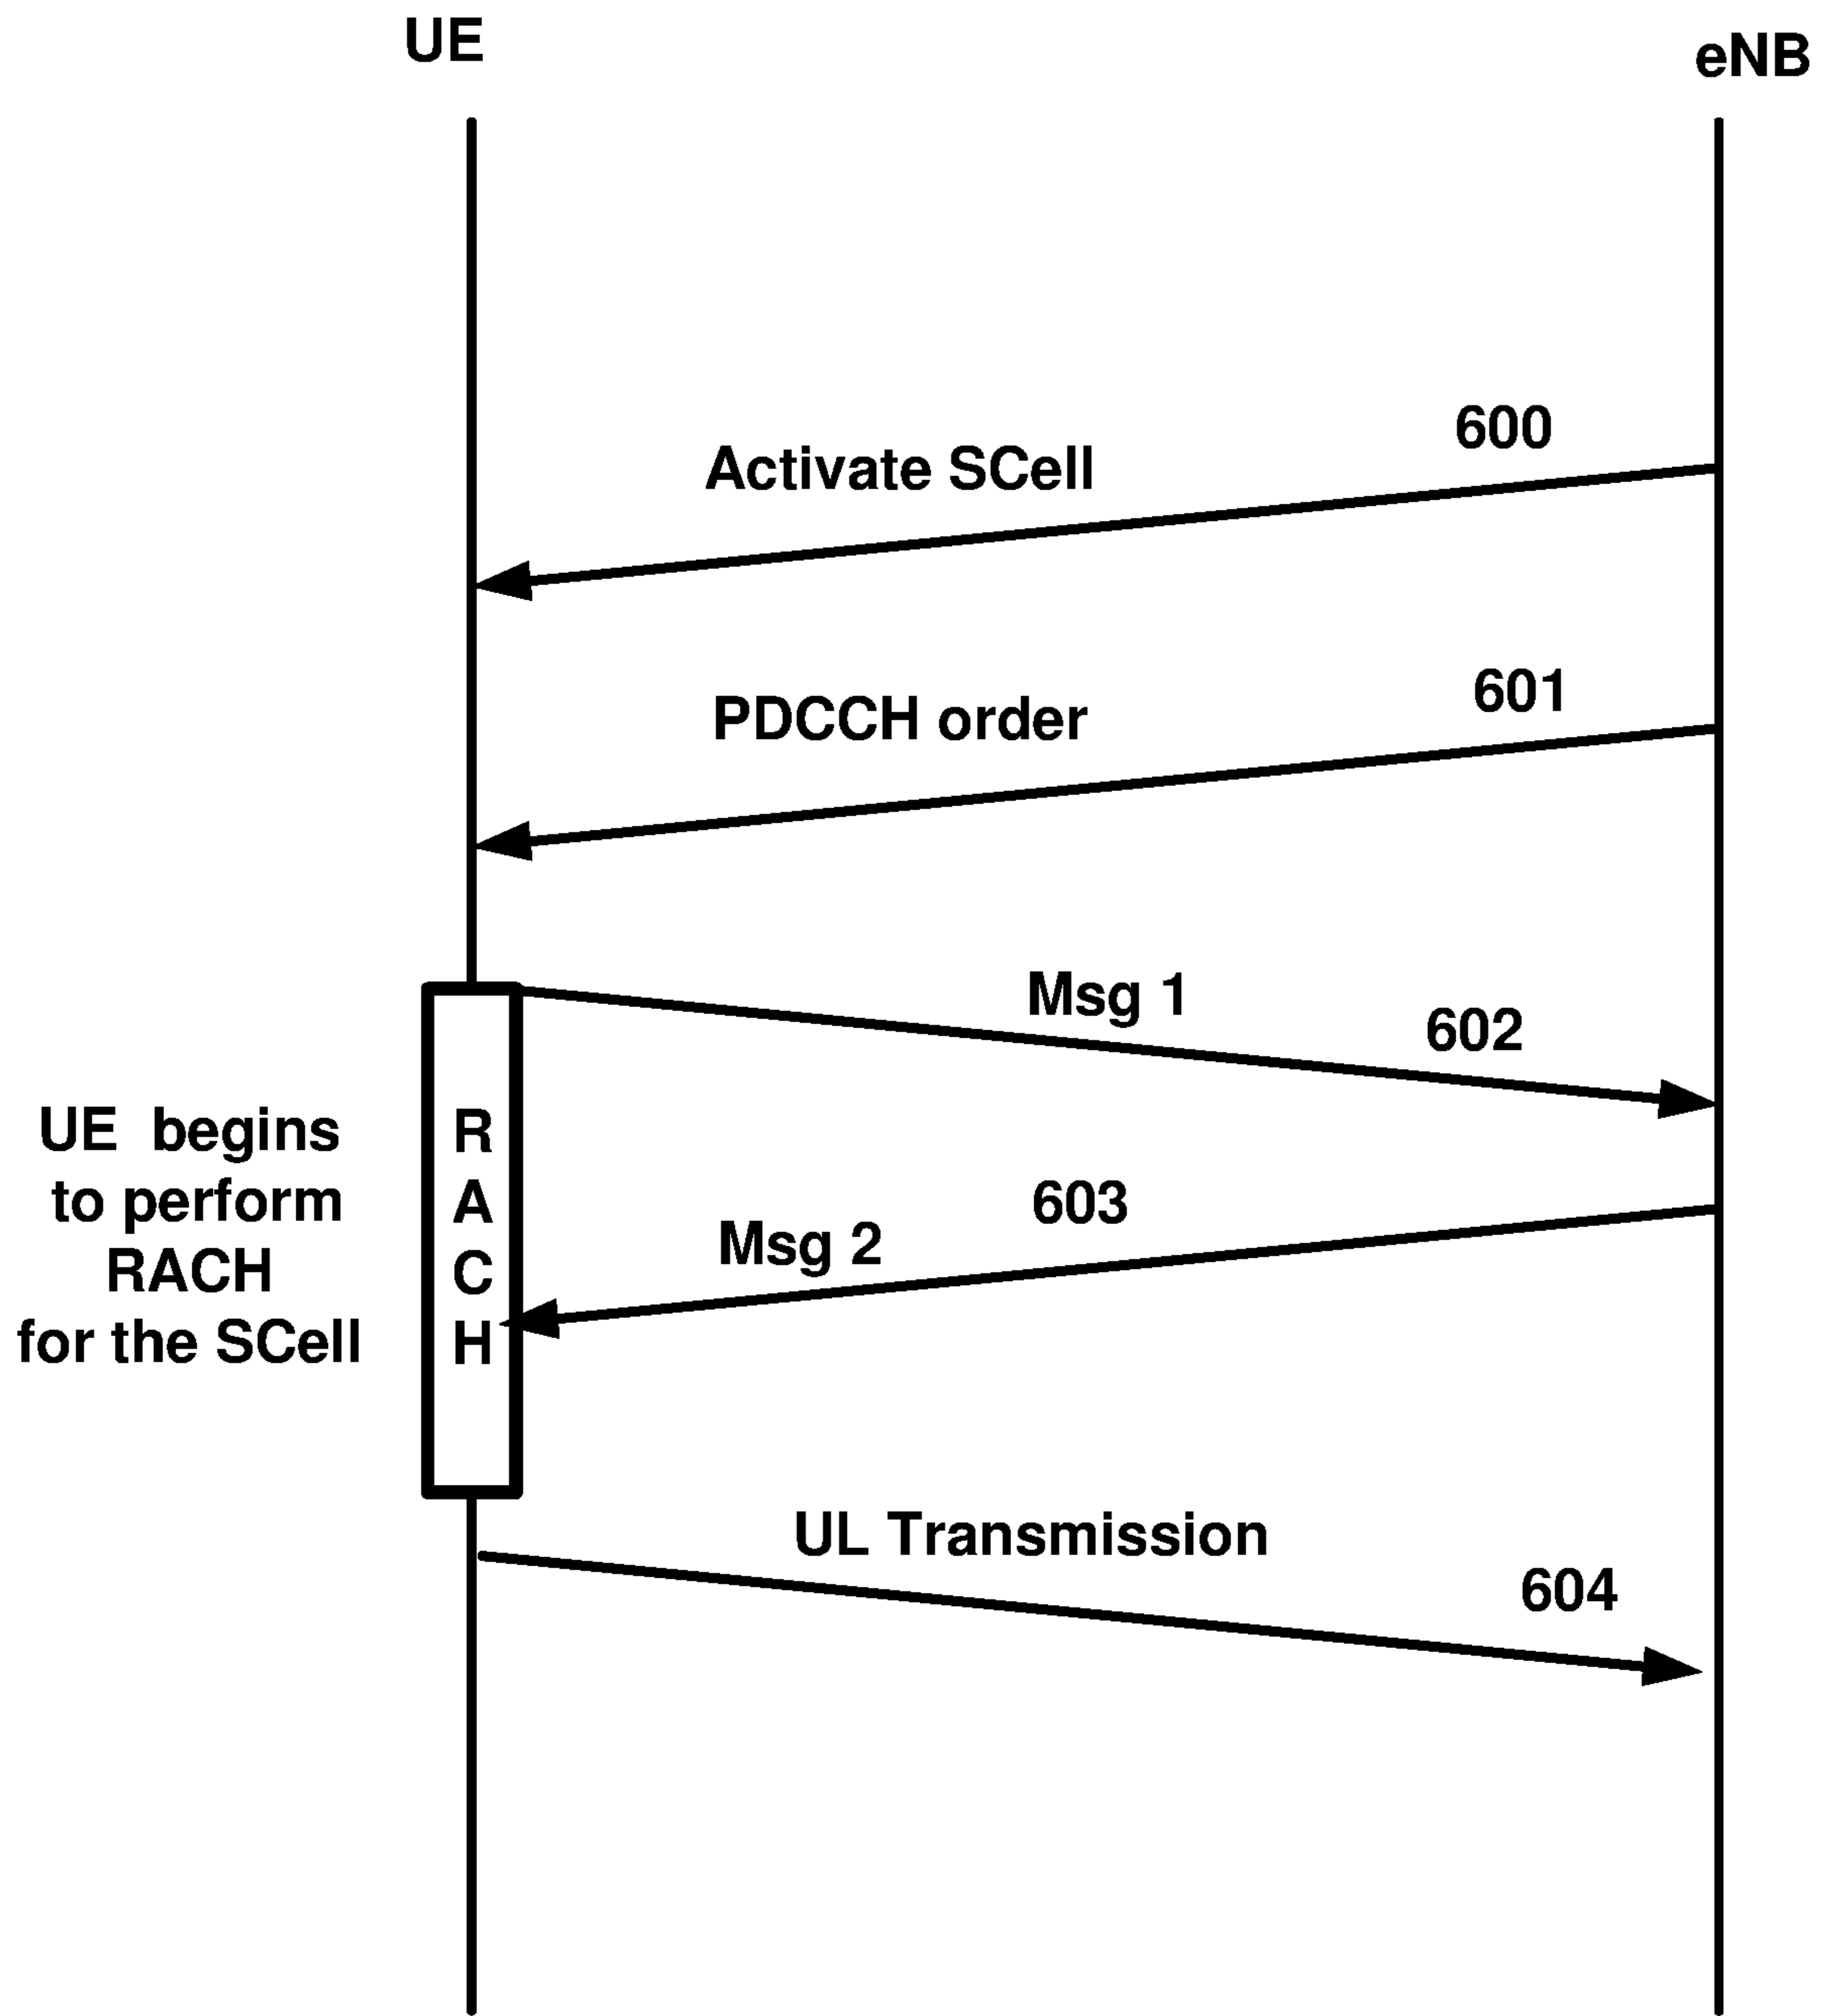 UE
eNB
600
Activate SCell
601
PDCCH order
Msg 1
602
UE begins
to perform
RACH
for the SCell
R
A
C
H
603
Msg 2
UL Transmission
604